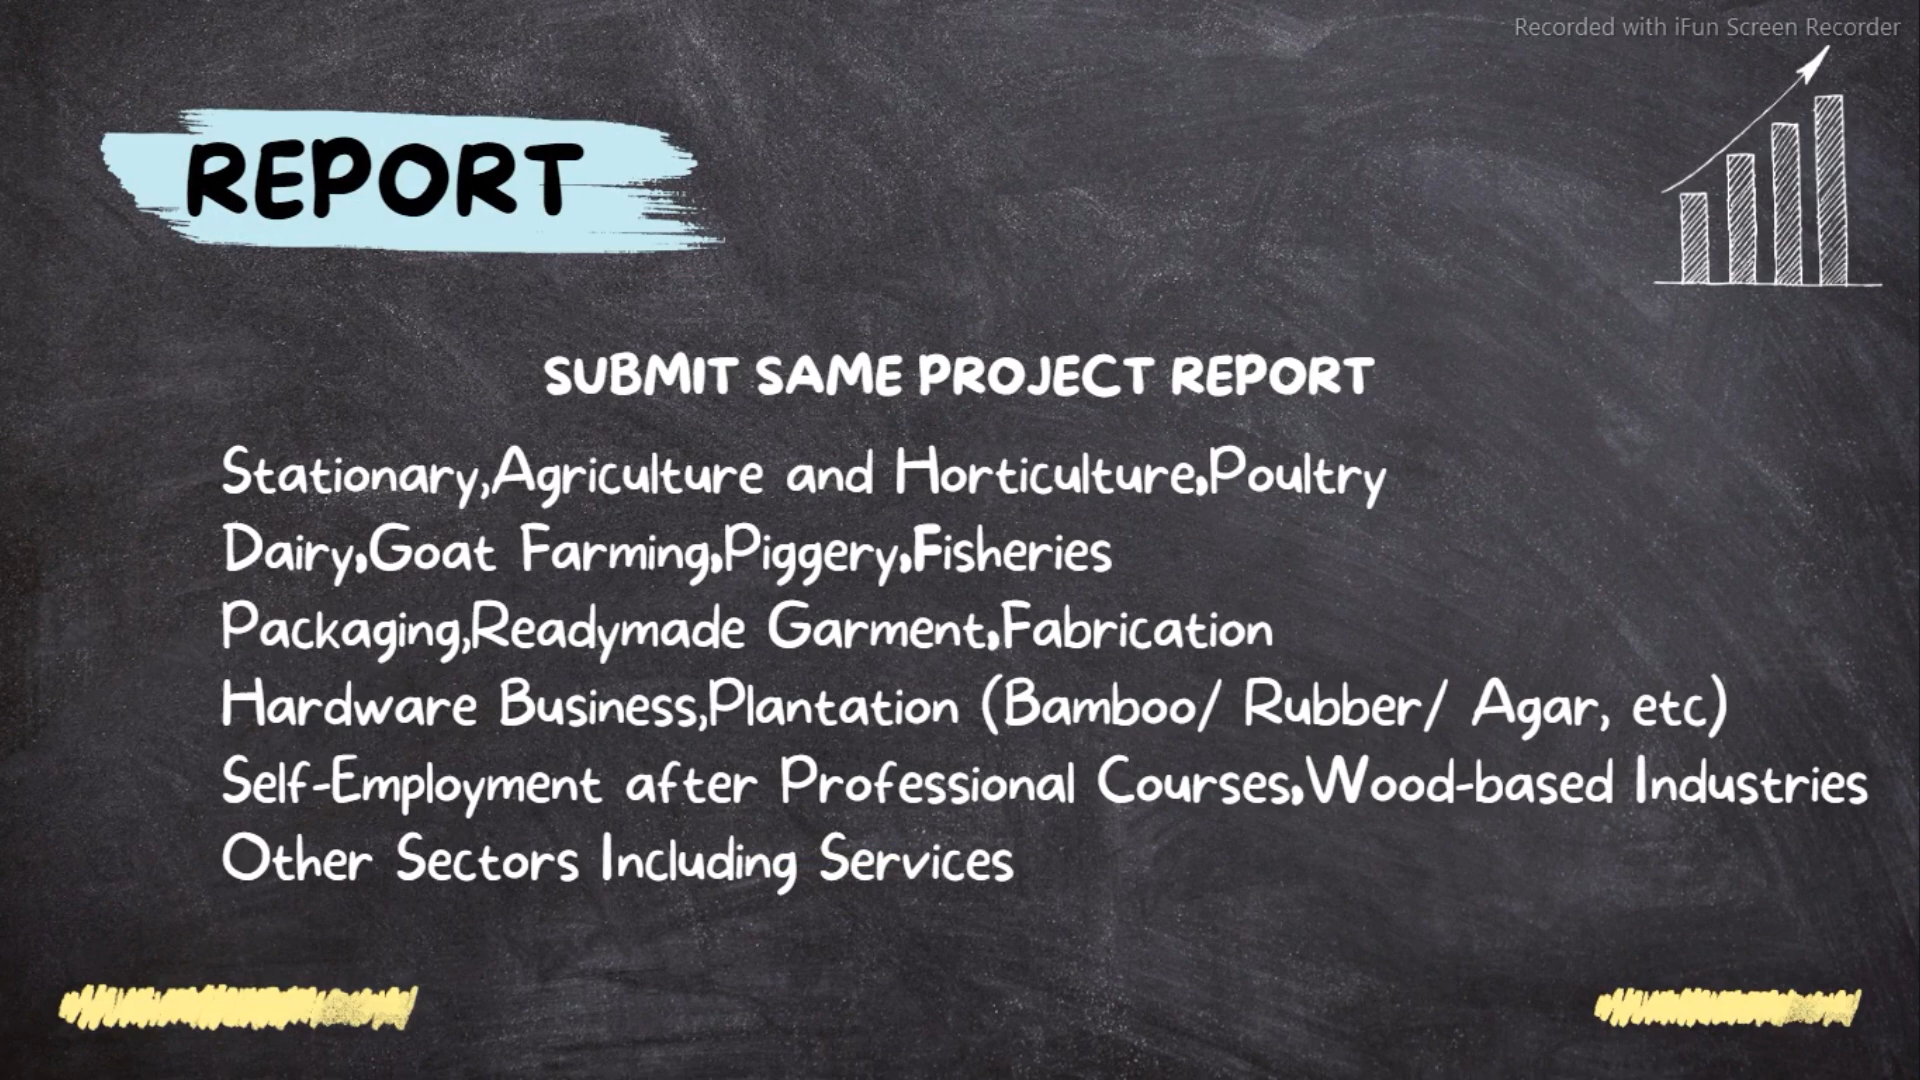 Recorded with iFun Screen Recorder
REPORT
SUBMIT SAME PROJECT REPORT
Stationary,Agriculture and Horticulture,Poultry
Dairy,Goat Farming,Piggery,Fisheries
Packaging,Readymade Garment,Fabrication
Hardware Business,Plantation (Bamboo/ Rubber/ Agar, etc)
Self-Employment after Professional Courses,Wood-based Industries
Other Sectors Including Services